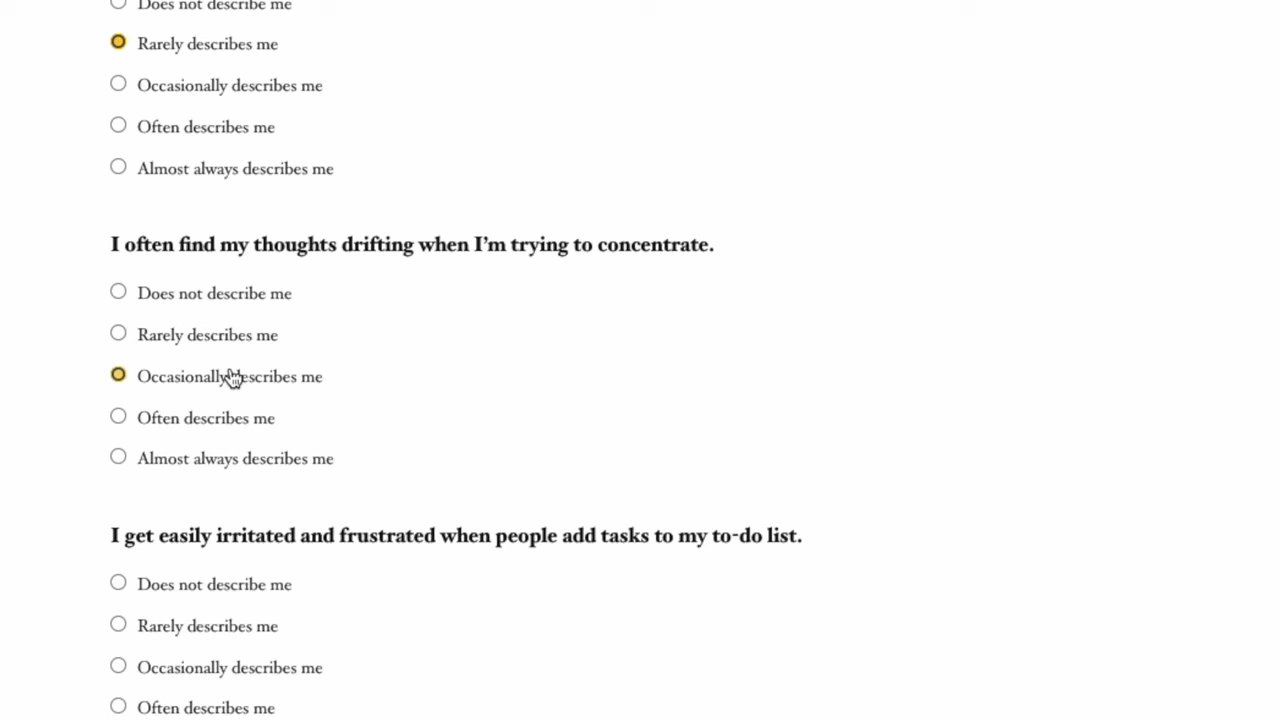 Does not describe me
Rarely describes me
Occasionally describes me
Often describes me
Almost always describes me
I often find my thoughts drifting when I’m trying to concentrate.
Does not describe me
Rarely describes me
Occasionally describes me
Often describes me
Almost always describes me
I get easily irritated and frustrated when people add tasks to my to-do list.
Does not describe me
Rarely describes me
Occasionally describes me
Often describes me